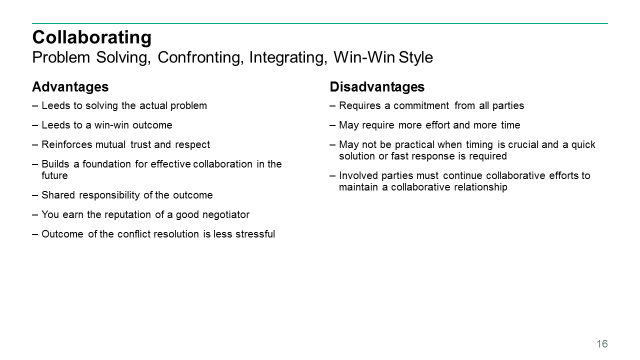 Collaborating
Problem Solving, Confronting, Integrating, Win-Win Style
Advantages
– Leads to solving the actual problem
– Leads to a win-win outcome
– Reinforces mutual trust and respect
– Builds a foundation for effective collaboration in the
future
– Shared responsibility of the outcome
– You earn the reputation of a good negotiator
– Outcome of the conflict resolution is less stressful
Disadvantages
– Requires a commitment from all parties
– May require more effort and more time
– May not be practical when timing is crucial and a quick
solution or fast response is required
– Involved parties must continue collaborative efforts to
maintain a collaborative relationship
16